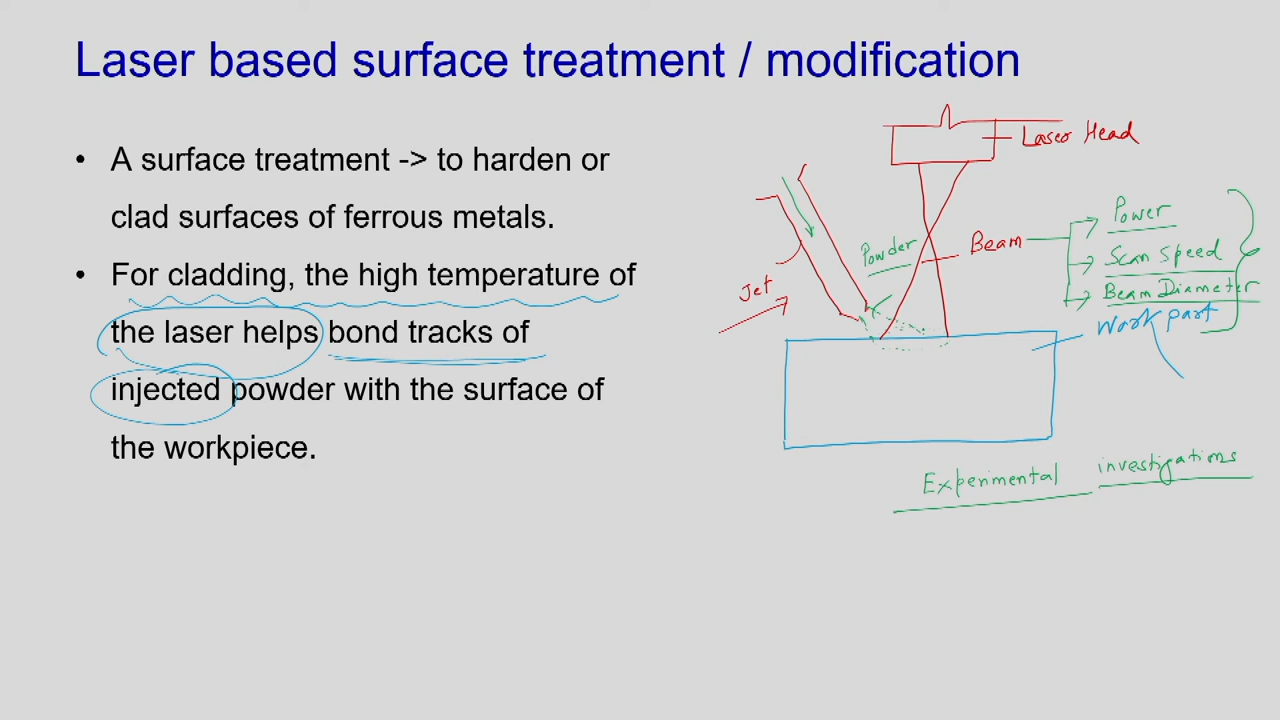 Laser based surface treatment / modification
• A surface treatment -> to harden or
clad surfaces of ferrous metals.
• For cladding, the high temperature of
the laser helps bond tracks of
injected powder with the surface of
the workpiece.
Laser Head
Powder
Beam
Power
Scan Speed
Beam Diameter
Jet
Work part
Experimental investigations